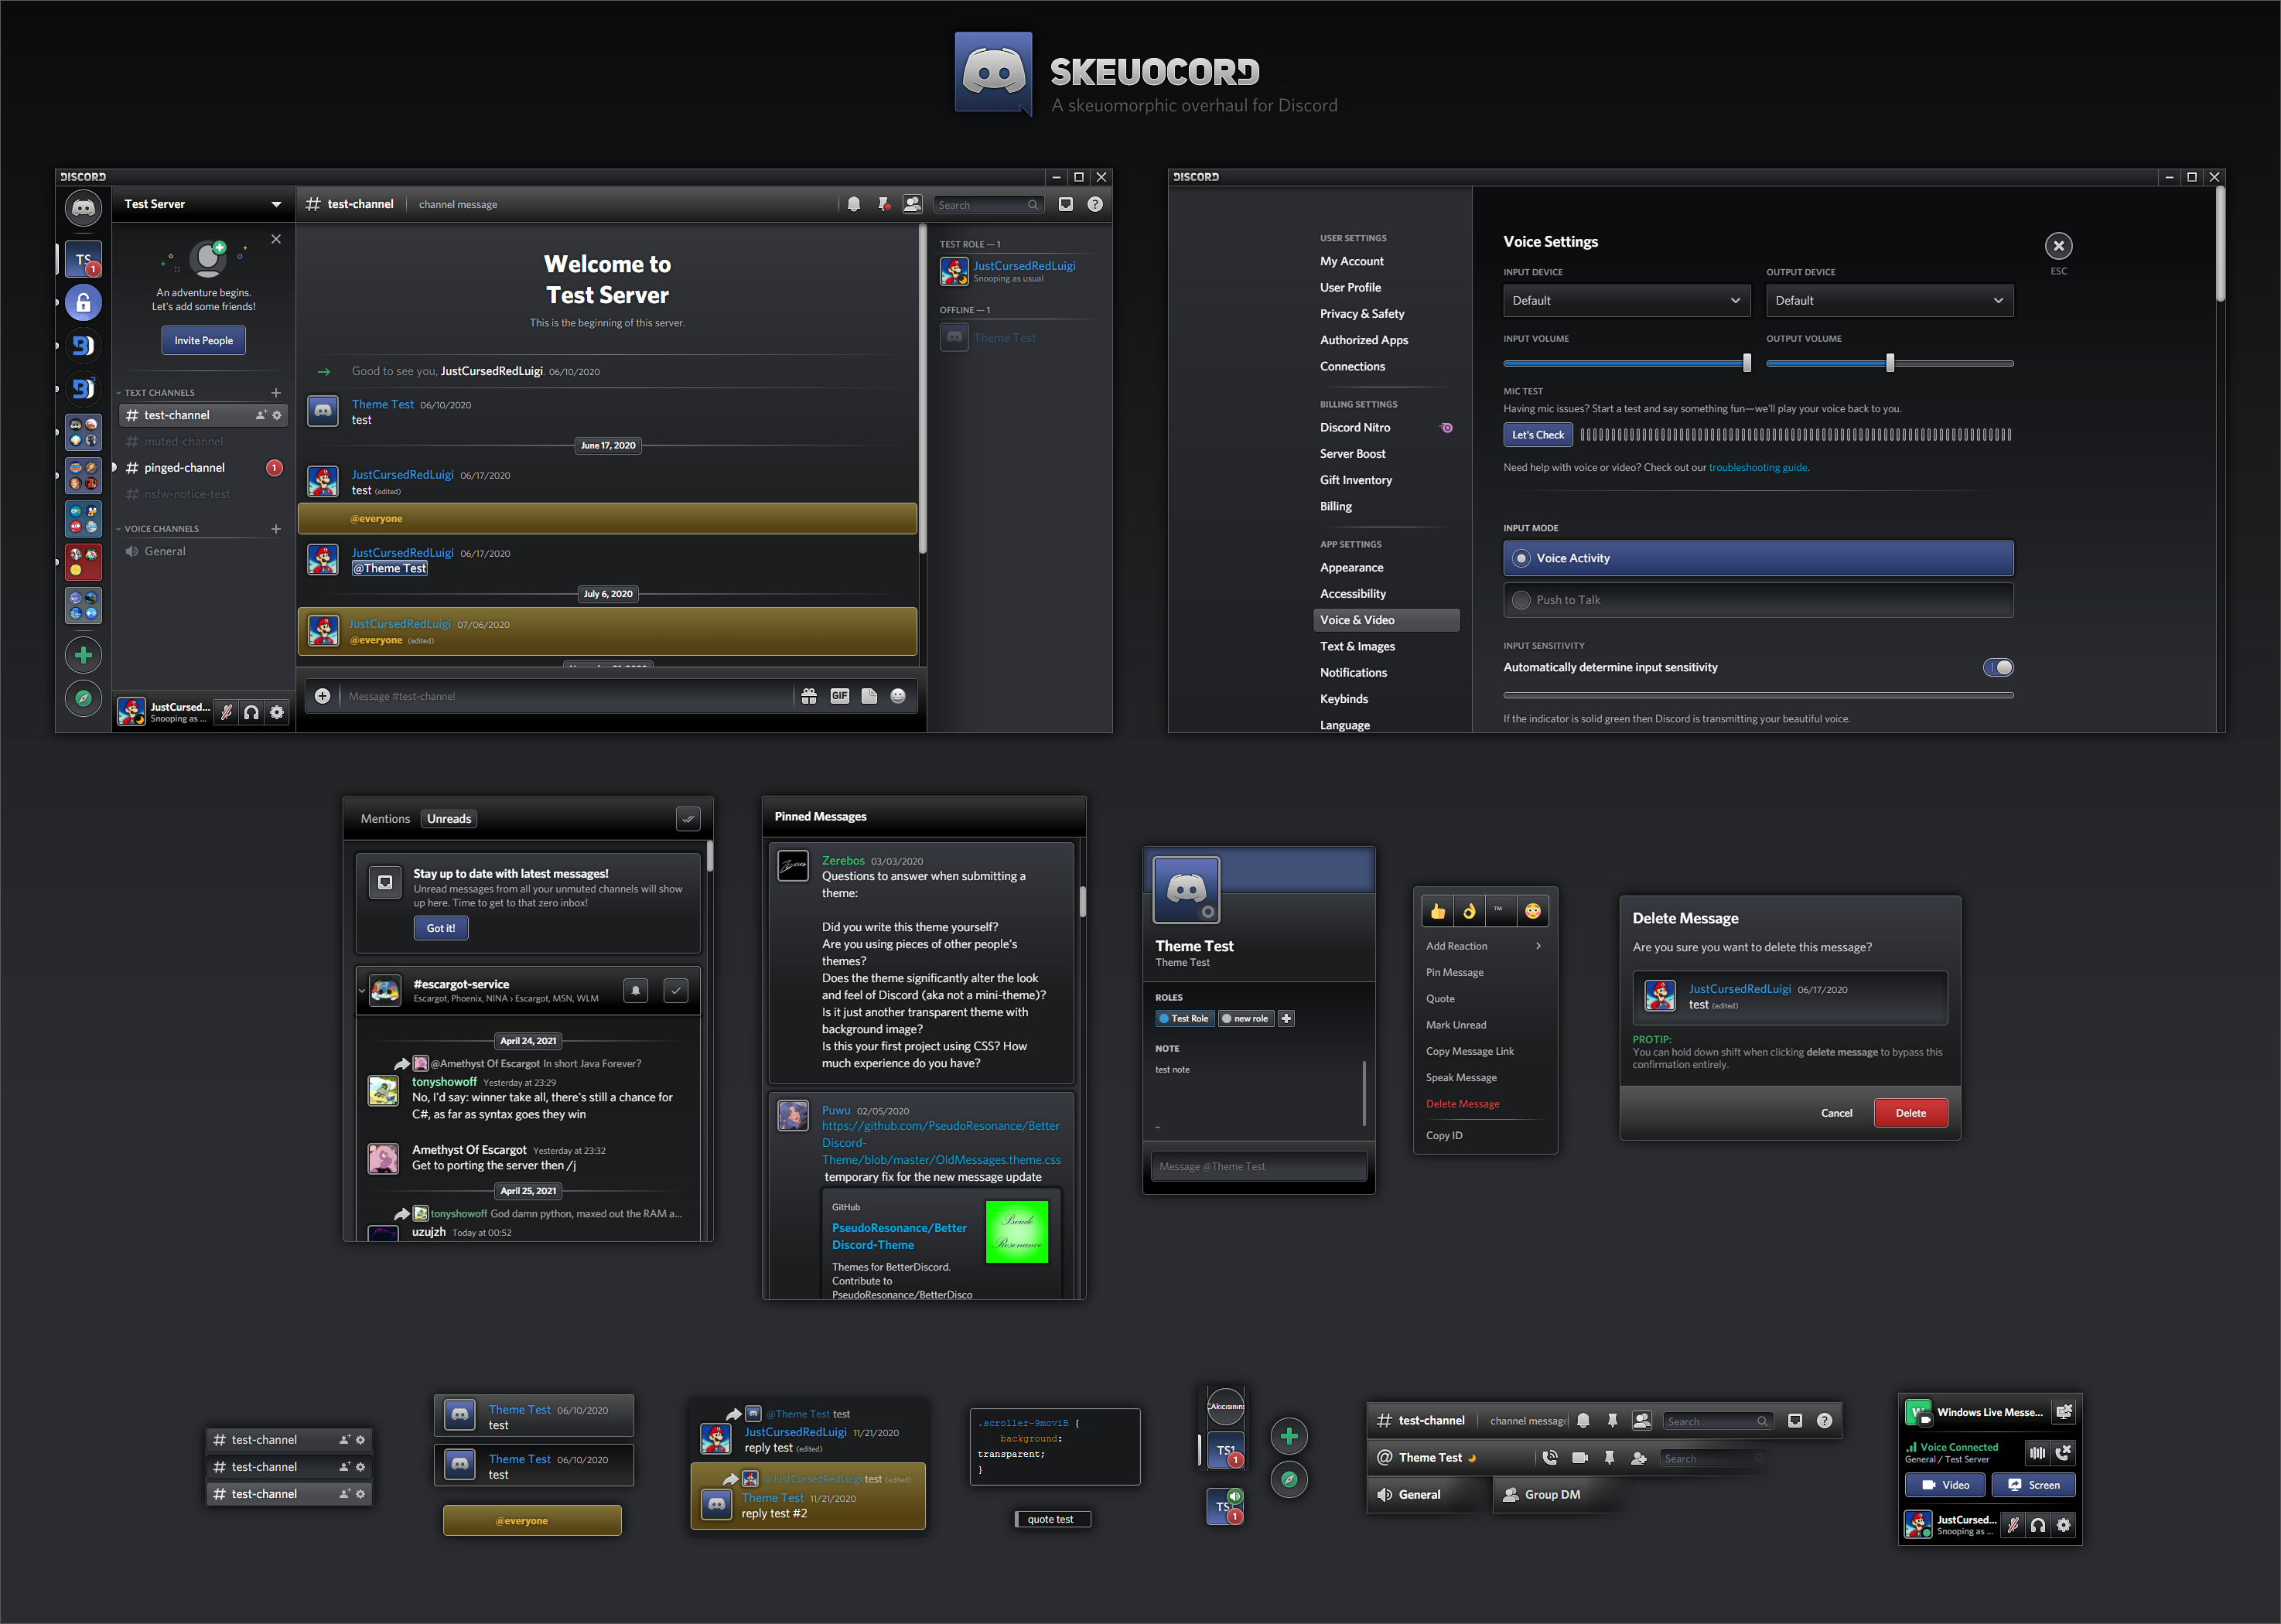 SKEUOCORD
A skeuomorphic overhaul for Discord
DISCORD
Test Server
# test-channel
channel message
Search
TS
1
An adventure begins.
Let's add some friends!
Invite People
TEXT CHANNELS
# test-channel
# muted-channel
# pinged-channel
1
# nsfw-notice-test
VOICE CHANNELS
General
JustCursed...
Snooping as ...
Welcome to
Test Server
This is the beginning of this server.
Good to see you, JustCursedRedLuigi. 06/10/2020
Theme Test 06/10/2020
test
June 17, 2020
JustCursedRedLuigi 06/17/2020
test (edited)
@everyone
JustCursedRedLuigi 06/17/2020
@Theme Test
July 6, 2020
JustCursedRedLuigi 07/06/2020
@everyone (edited)
Message #test-channel
GIF
TEST ROLE — 1
JustCursedRedLuigi
Snooping as usual
OFFLINE — 1
Theme Test
DISCORD
USER SETTINGS
My Account
User Profile
Privacy & Safety
Authorized Apps
Connections
BILLING SETTINGS
Discord Nitro
Server Boost
Gift Inventory
Billing
APP SETTINGS
Appearance
Accessibility
Voice & Video
Text & Images
Notifications
Keybinds
Language
Voice Settings
ESC
INPUT DEVICE
OUTPUT DEVICE
Default
Default
INPUT VOLUME
OUTPUT VOLUME
MIC TEST
Having mic issues? Start a test and say something fun—we'll play your voice back to you.
Let's Check
Need help with voice or video? Check out our troubleshooting guide.
INPUT MODE
Voice Activity
Push to Talk
INPUT SENSITIVITY
Automatically determine input sensitivity
If the indicator is solid green then Discord is transmitting your beautiful voice.
Mentions
Unreads
Stay up to date with latest messages!
Unread messages from all your unmuted channels will show
up here. Time to get to that zero inbox!
Got it!
#escargot-service
Escargot, Phoenix, NINA › Escargot, MSN, WLM
April 24, 2021
@Amethyst Of Escargot In short Java Forever?
tonyshowoff Yesterday at 23:29
No, I'd say: winner take all, there's still a chance for
C#, as far as syntax goes they win
Amethyst Of Escargot Yesterday at 23:32
Get to porting the server then /j
April 25, 2021
tonyshowoff God damn python, maxed out the RAM a...
uzujzh Today at 00:52
Pinned Messages
Zerebos 03/03/2020
Questions to answer when submitting a
theme:
Did you write this theme yourself?
Are you using pieces of other people's
themes?
Does the theme significantly alter the look
and feel of Discord (aka not a mini-theme)?
Is it just another transparent theme with
background image?
Is this your first project using CSS? How
much experience do you have?
Puwu 02/05/2020
https://github.com/PseudoResonance/Better
Discord-
Theme/blob/master/OldMessages.theme.css
temporary fix for the new message update
GitHub
PseudoResonance/Better
Discord-Theme
Themes for BetterDiscord.
Contribute to
PseudoResonance/BetterDisco
Resonance
Theme Test
Theme Test
ROLES
Test Role
new role
NOTE
test note
Message @Theme Test
TM
Add Reaction
Pin Message
Quote
Mark Unread
Copy Message Link
Speak Message
Delete Message
Copy ID
Delete Message
Are you sure you want to delete this message?
JustCursedRedLuigi 06/17/2020
test (edited)
PROTIP:
You can hold down shift when clicking delete message to bypass this
confirmation entirely.
Cancel
Delete
# test-channel
# test-channel
# test-channel
Theme Test 06/10/2020
test
Theme Test 06/10/2020
test
@everyone
@Theme Test test
JustCursedRedLuigi 11/21/2020
reply test (edited)
@JustCursedRedLuigi test (edited)
Theme Test 11/21/2020
reply test #2
.scroller-9moviB {
background:
transparent;
}
quote test
TS1
1
TS
1
# test-channel
channel messag
Search
@ Theme Test
Search
General
Group DM
Windows Live Messe...
Voice Connected
General / Test Server
Video
Screen
JustCursed...
Snooping as ...